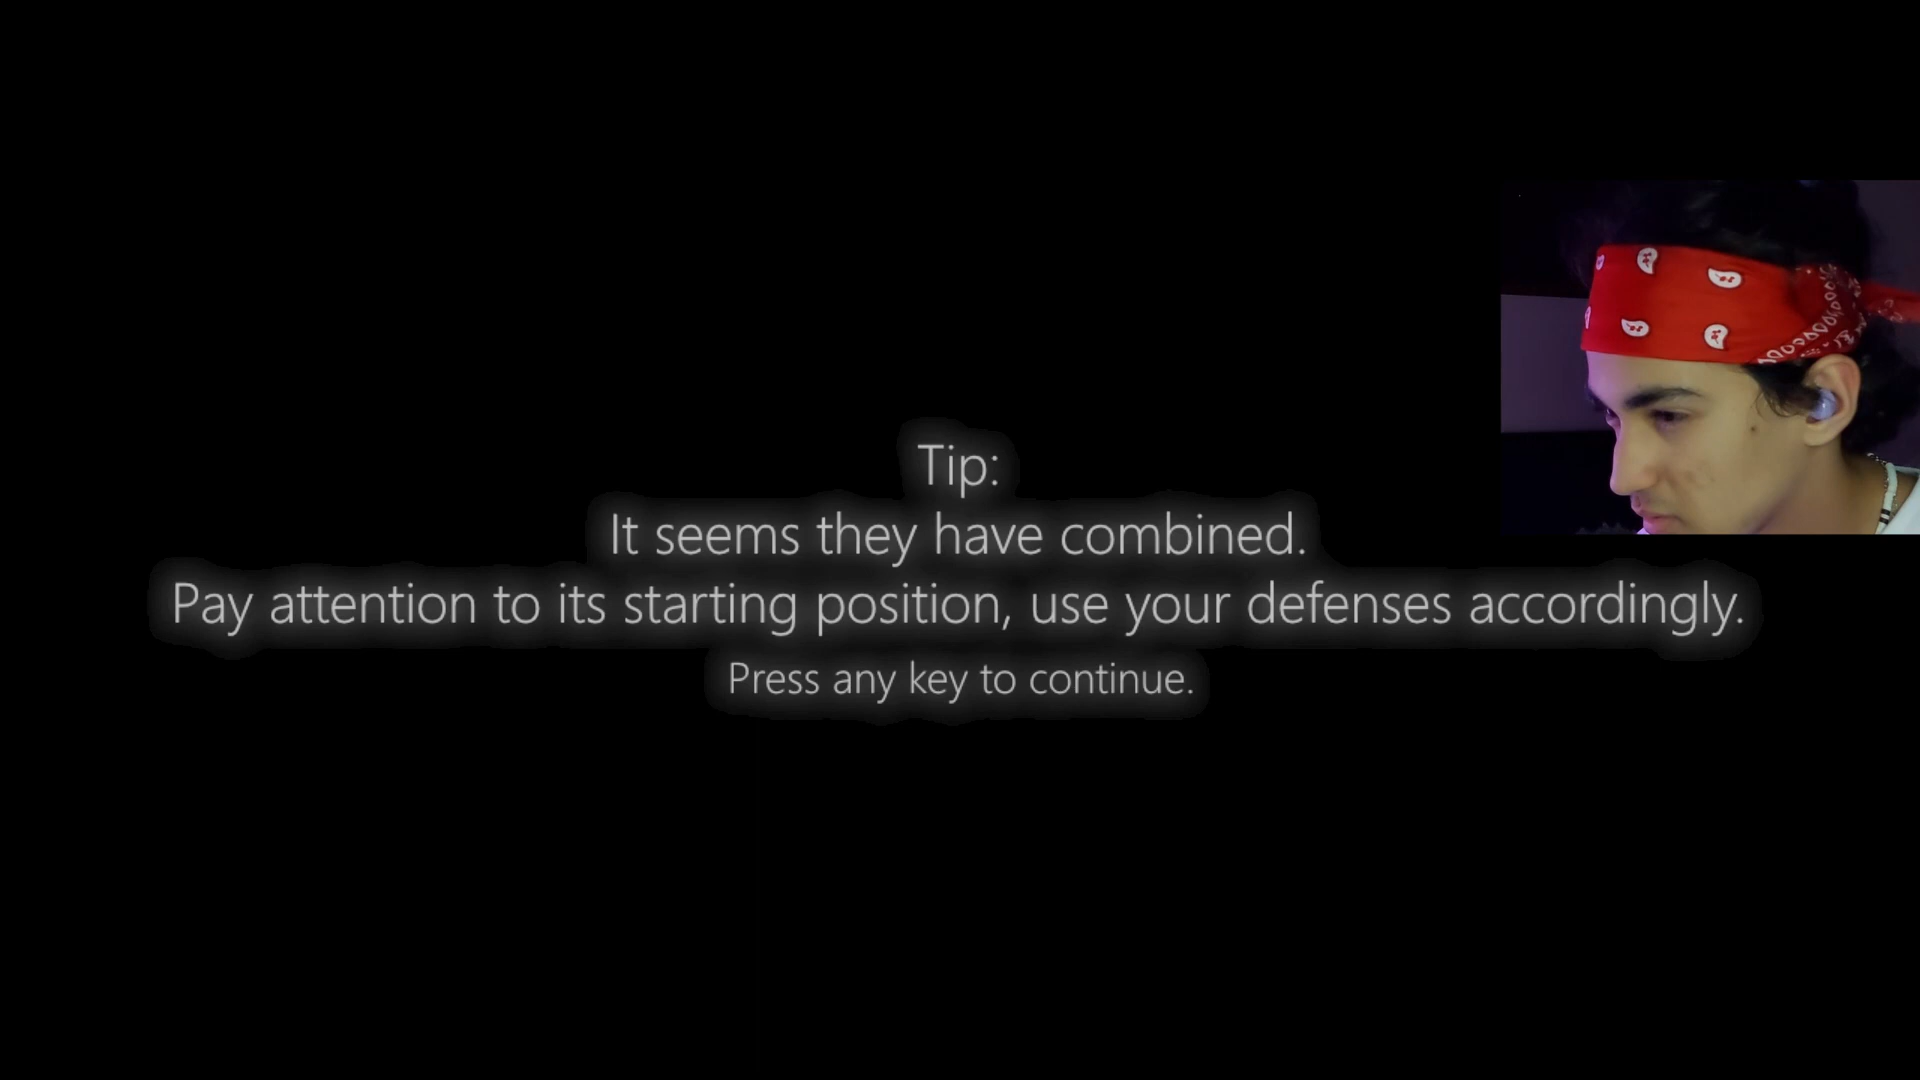 Tip:
It seems they have combined.
Pay attention to its starting position, use your defenses accordingly.
Press any key to continue.